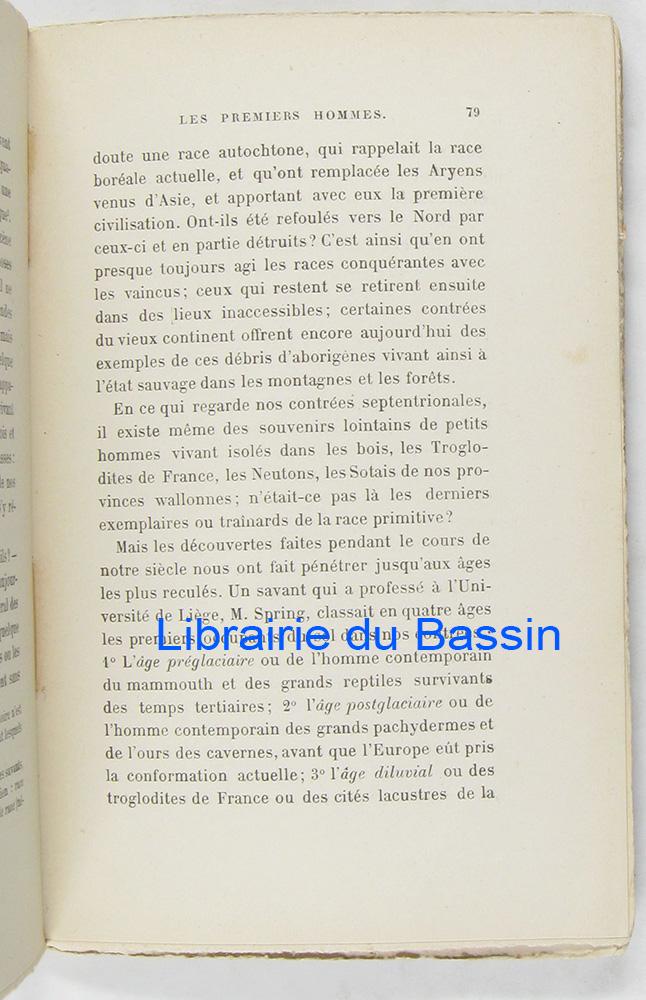 LES PREMIERS HOMMES. 79
doute une race autochtone, qui rappelait la race
boréale actuelle, et qu'ont remplacée les Aryens
venus d'Asie, et apportant avec eux la première
civilisation. Ont-ils été refoulés vers le Nord par
ceux-ci et en partie détruits? C'est ainsi qu'en ont
presque toujours agi les races conquérantes avec
les vaincus; ceux qui restent se retirent ensuite
dans des lieux inaccessibles; certaines contrées
du vieux continent offrent encore aujourd'hui des
exemples de ces débris d'aborigènes vivant ainsi à
l'état sauvage dans les montagnes et les forêts.
En ce qui regarde nos contrées septentrionales,
il existe même des souvenirs lointains de petits
hommes vivant isolés dans les bois, les Troglo-
dites de France, les Neutons, les Sotais de nos pro-
vinces wallonnes; n'était-ce pas là les derniers
exemplaires ou traînards de la race primitive?
Mais les découvertes faites pendant le cours de
notre siècle nous ont fait pénétrer jusqu'aux âges
les plus reculés. Un savant qui a professé à l'Uni-
versité de Liège, M. Spring, classait en quatre âges
les premiers occupants du sol dans nos contrées:
Librairie du Bassin
1º L'âge préglaciaire ou de l'homme contemporain
du mammouth et des grands reptiles survivants
des temps tertiaires; 2º l'âge postglaciaire ou de
l'homme contemporain des grands pachydermes et
de l'ours des cavernes, avant que l'Europe eût pris
la conformation actuelle; 3º l'âge diluvial ou des
troglodites de France ou des cités lacustres de la